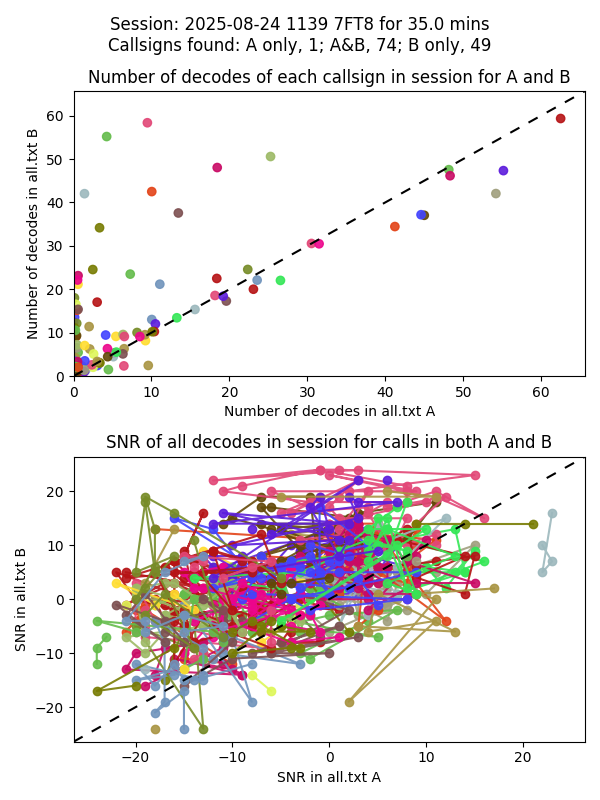 Session: 2025-08-24 1139 7FT8 for 35.0 mins
Callsigns found: A only, 1; A&B, 74; B only, 49
Number of decodes of each callsign in session for A and B
60
50
40
30
20
10
0
Number of decodes in all.txt B
0 10 20 30 40 50 60
Number of decodes in all.txt A
SNR of all decodes in session for calls in both A and B
20
10
0
−10
−20
SNR in all.txt B
−20 −10 0 10 20
SNR in all.txt A